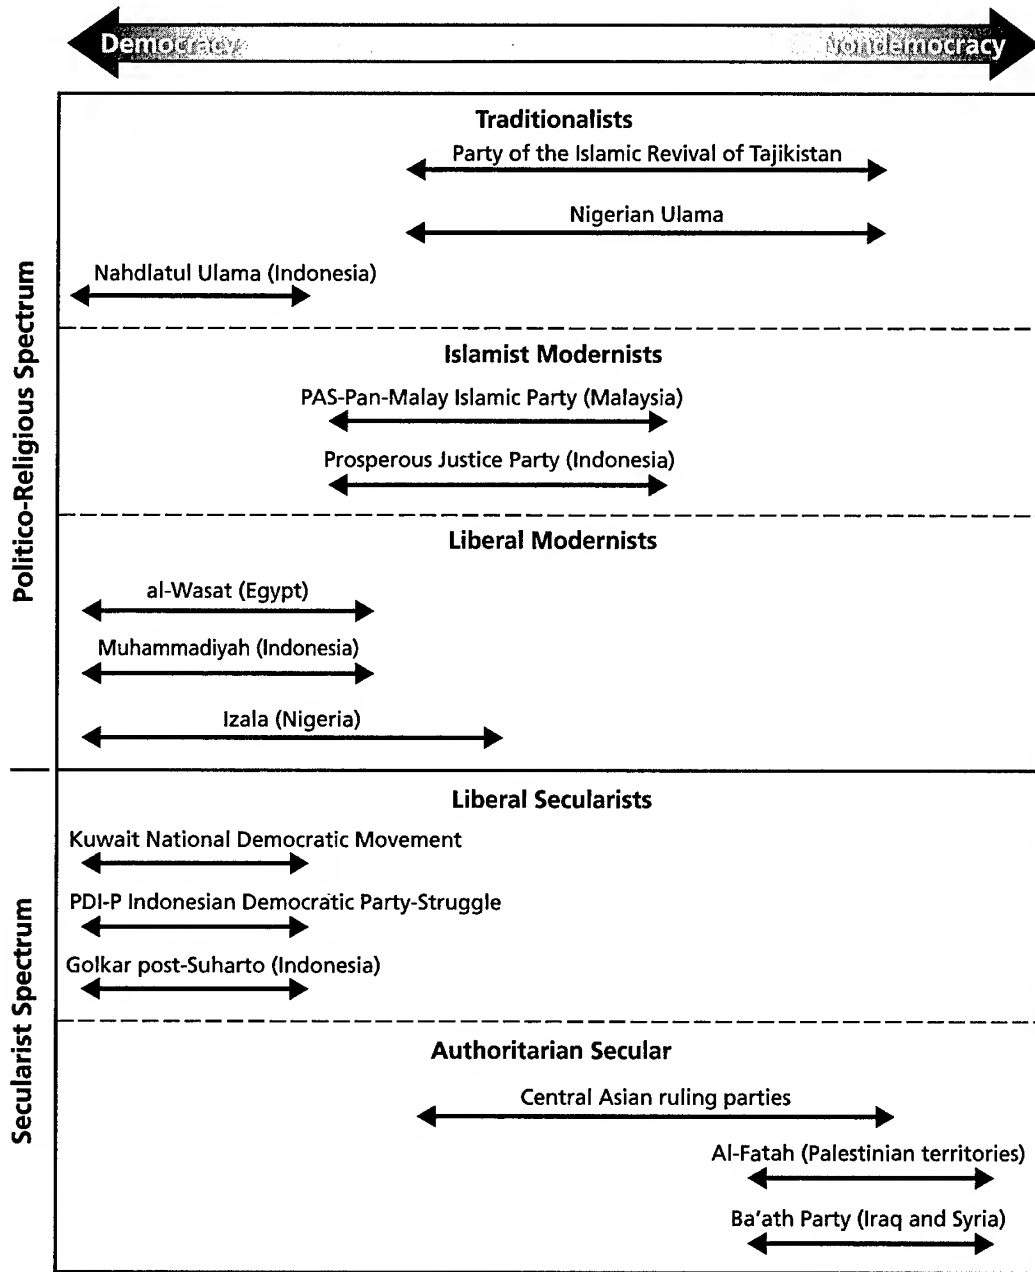 Democracy
Nondemocracy
Politico-Religious Spectrum
Traditionalists
Party of the Islamic Revival of Tajikistan
Nigerian Ulama
Nahdlatul Ulama (Indonesia)
Islamist Modernists
PAS-Pan-Malay Islamic Party (Malaysia)
Prosperous Justice Party (Indonesia)
Liberal Modernists
al-Wasat (Egypt)
Muhammadiyah (Indonesia)
Izala (Nigeria)
Secularist Spectrum
Liberal Secularists
Kuwait National Democratic Movement
PDI-P Indonesian Democratic Party-Struggle
Golkar post-Suharto (Indonesia)
Authoritarian Secular
Central Asian ruling parties
Al-Fatah (Palestinian territories)
Ba'ath Party (Iraq and Syria)